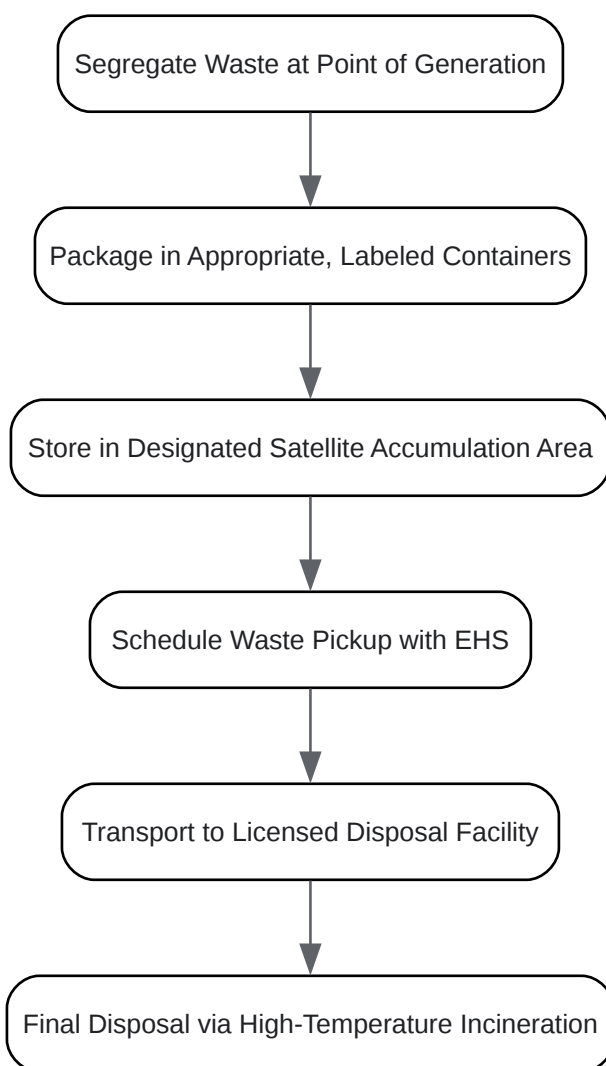 Segregate Waste at Point of Generation
Package in Appropriate, Labeled Containers
Store in Designated Satellite Accumulation Area
Schedule Waste Pickup with EHS
Transport to Licensed Disposal Facility
Final Disposal via High-Temperature Incineration